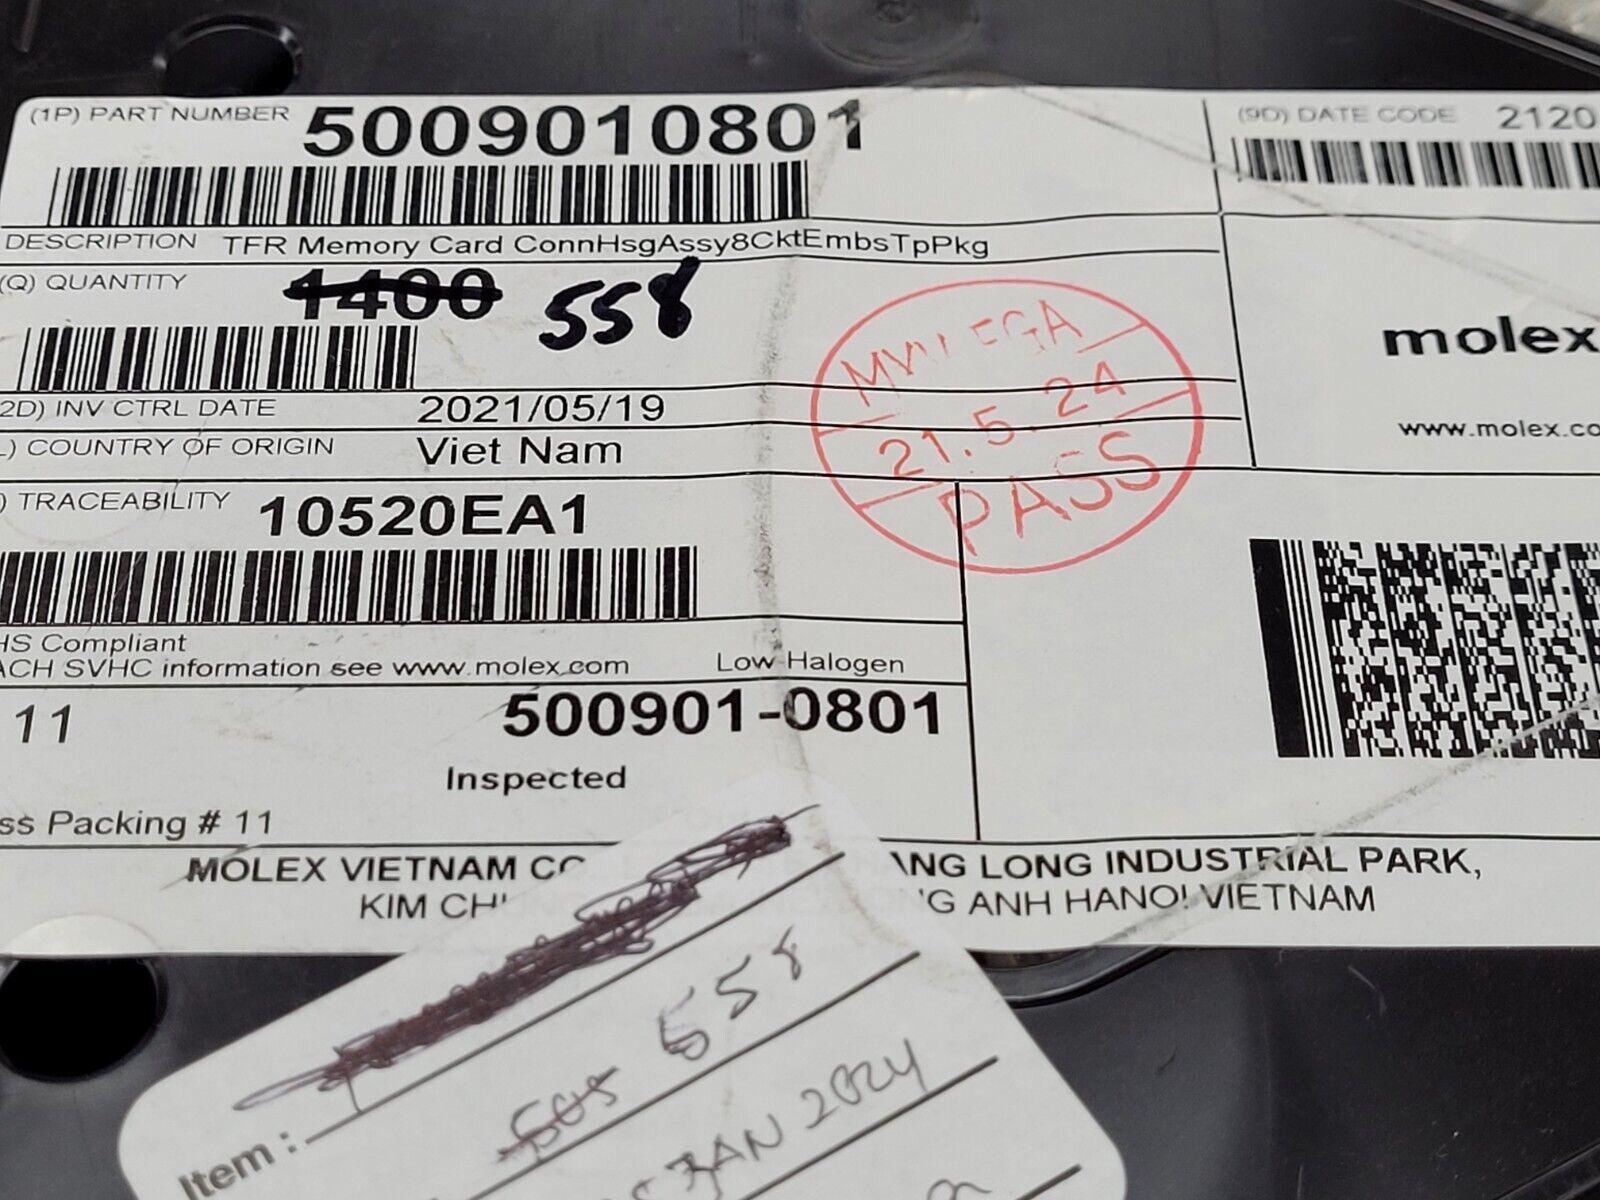 (1P) PART NUMBER 5009010801
(9D) DATE CODE 2120
DESCRIPTION TFR Memory Card ConnHsgAssy8CktEmbsTpPkg
(Q) QUANTITY 1400 558
molex
www.molex.co
2D) INV CTRL DATE 2021/05/19
COUNTRY OF ORIGIN Viet Nam
21.5.24
PASS
TRACEABILITY 10520EA1
HS Compliant
ACH SVHC information see www.molex.com Low Halogen
11 500901-0801
Inspected
ss Packing # 11
MOLEX VIETNAM CO ANG LONG INDUSTRIAL PARK,
KIM CHU G ANH HANOI VIETNAM
Item :
505 558
JAN 2024